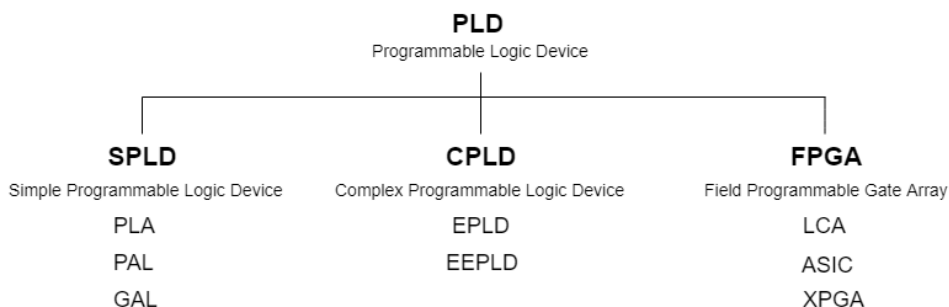 PLD
Programmable Logic Device
SPLD
Simple Programmable Logic Device
PLA
PAL
GAL
CPLD
Complex Programmable Logic Device
EPLD
EEPLD
FPGA
Field Programmable Gate Array
LCA
ASIC
XPGA